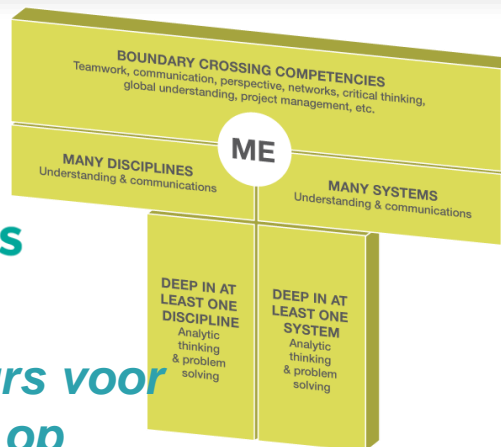 BOUNDARY CROSSING COMPETENCIES
Teamwork, communication, perspective, networks, critical thinking,
global understanding, project management, etc.
ME
MANY DISCIPLINES
Understanding & communications
MANY SYSTEMS
Understanding & communications
s
DEEP IN AT
LEAST ONE
DISCIPLINE
Analytic
thinking
& problem
solving
DEEP IN AT
LEAST ONE
SYSTEM
Analytic
thinking
& problem
solving
rs voor
op